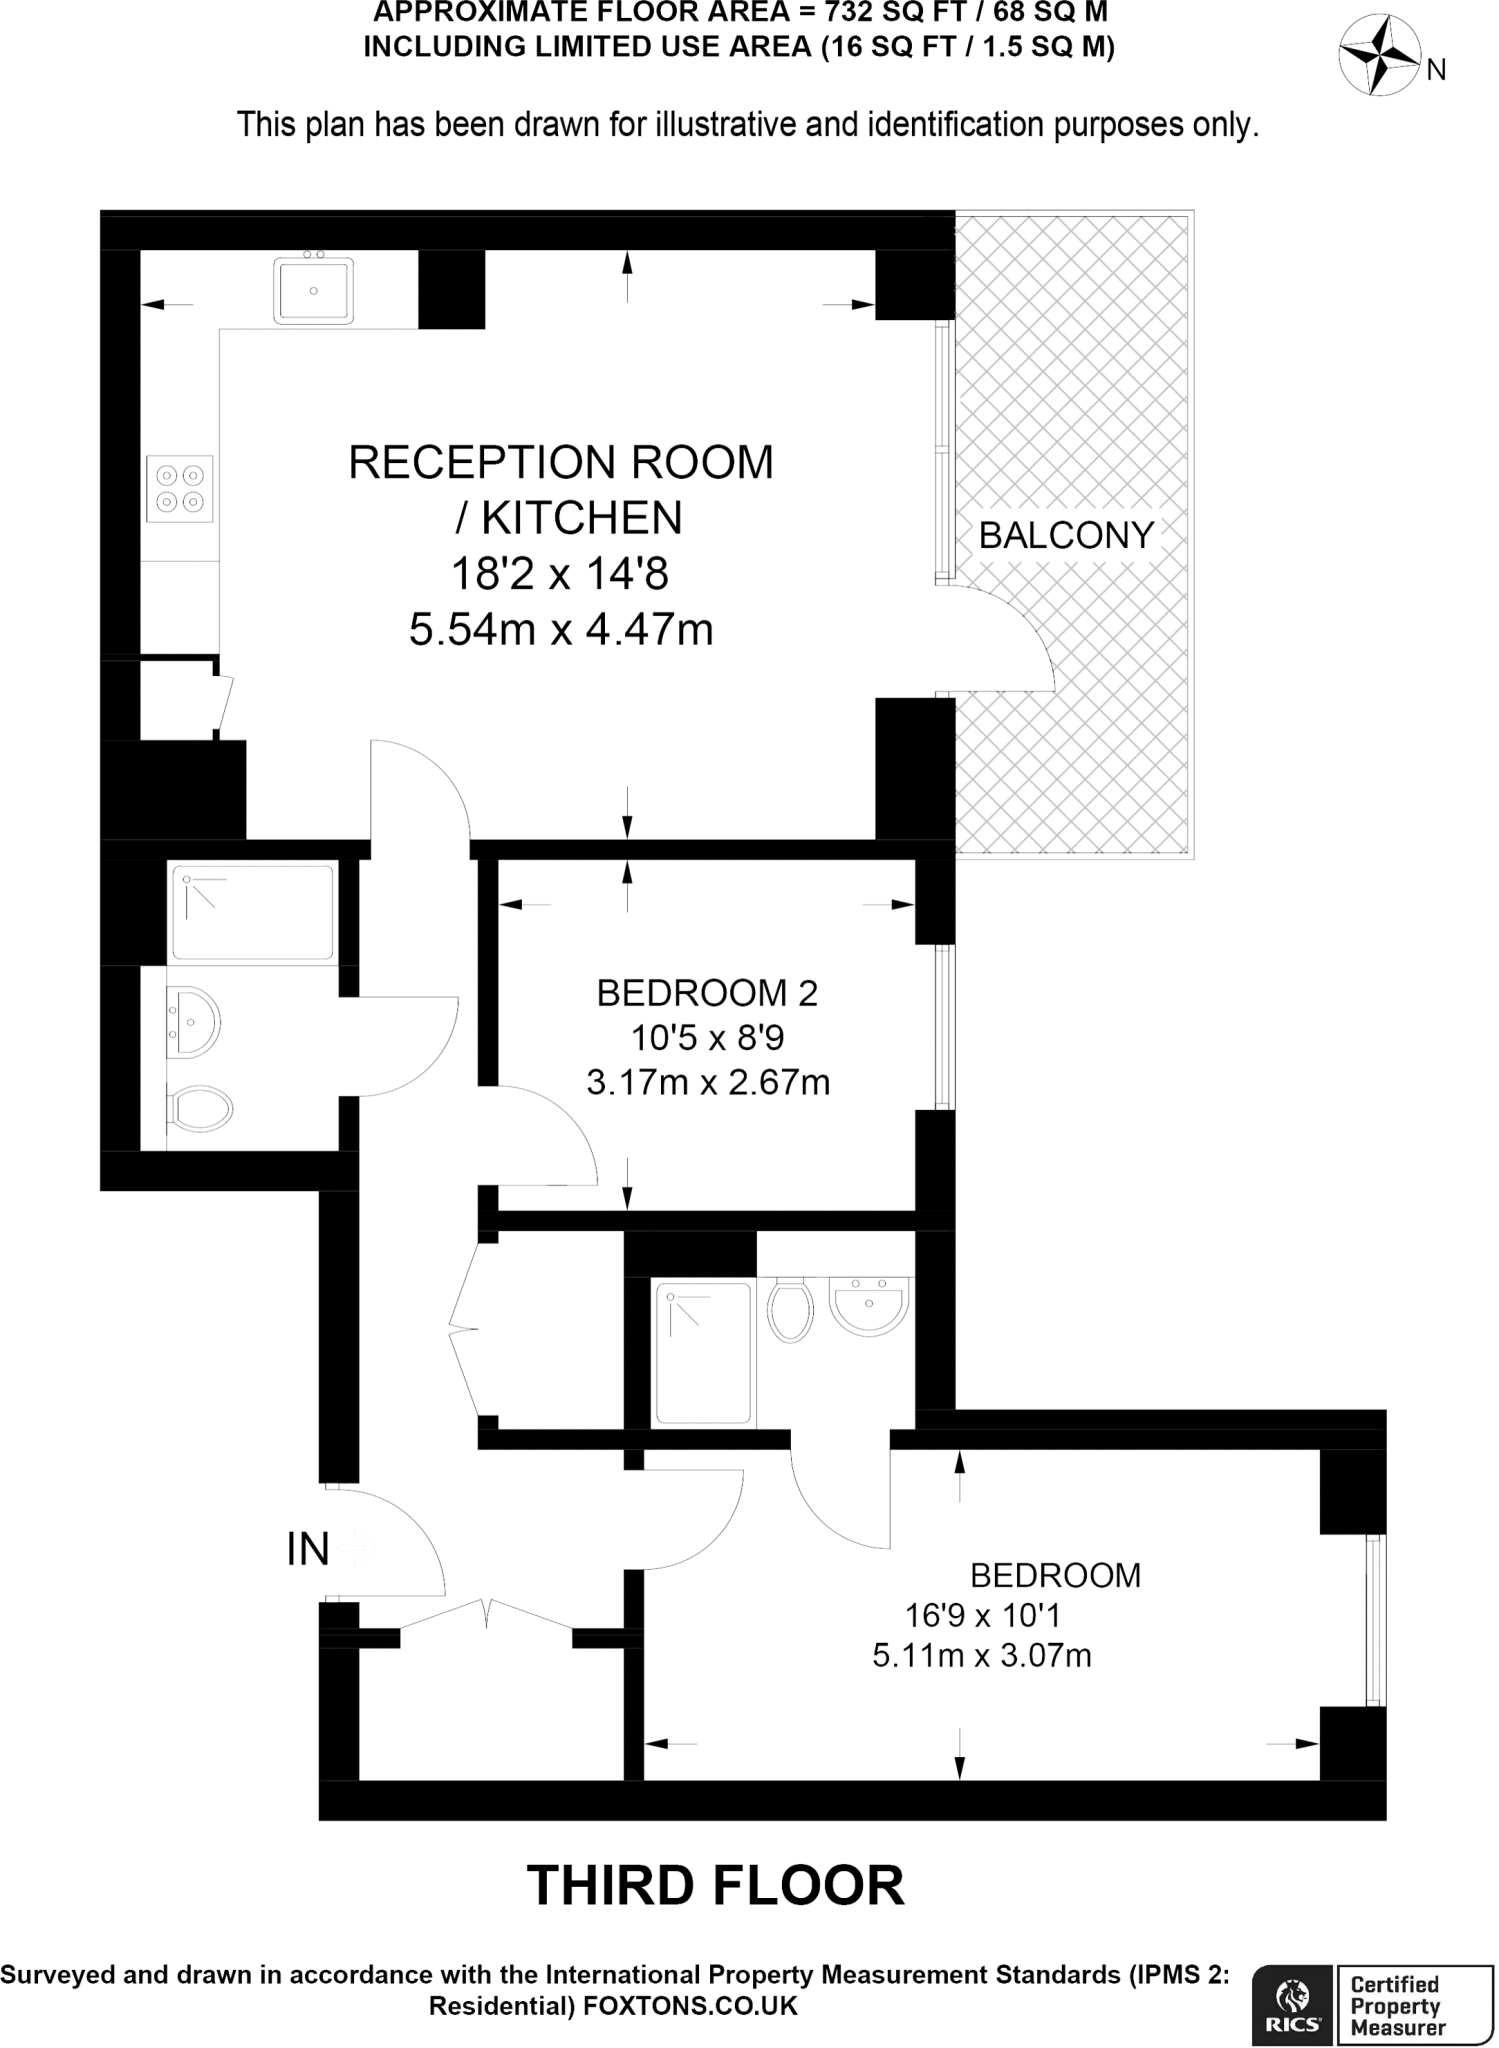 APPROXIMATE FLOOR AREA = 732 SQ FT / 68 SQ M
INCLUDING LIMITED USE AREA (16 SQ FT / 1.5 SQ M)
N
This plan has been drawn for illustrative and identification purposes only.
RECEPTION ROOM
/ KITCHEN
18'2 x 14'8
5.54m x 4.47m
BALCONY
BEDROOM 2
10'5 x 8'9
3.17m x 2.67m
IN
BEDROOM
16'9 x 10'1
5.11m x 3.07m
THIRD FLOOR
Surveyed and drawn in accordance with the International Property Measurement Standards (IPMS 2:
Residential) FOXTONS.CO.UK
RICS
Certified
Property
Measurer